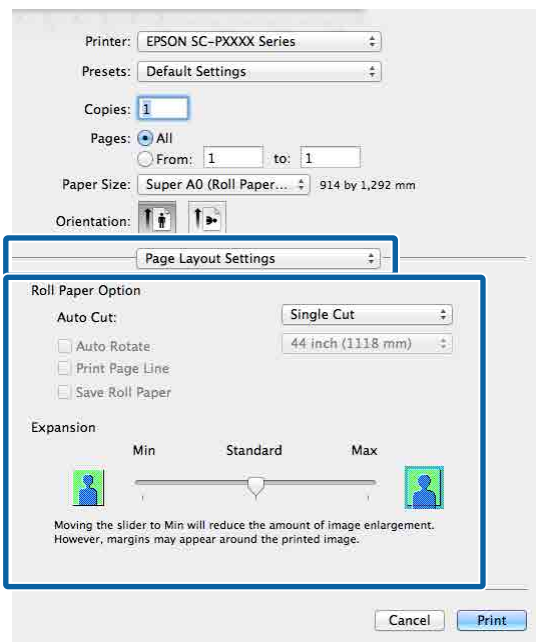 Printer: EPSON SC-PXXXX Series
Presets: Default Settings
Copies: 1
Pages: All
From: 1 to: 1
Paper Size: Super A0 (Roll Paper... 914 by 1,292 mm
Orientation:
Page Layout Settings
Roll Paper Option
Auto Cut: Single Cut
Auto Rotate 44 inch (1118 mm)
Print Page Line
Save Roll Paper
Expansion
Min Standard Max
Moving the slider to Min will reduce the amount of image enlargement.
However, margins may appear around the printed image.
Cancel Print